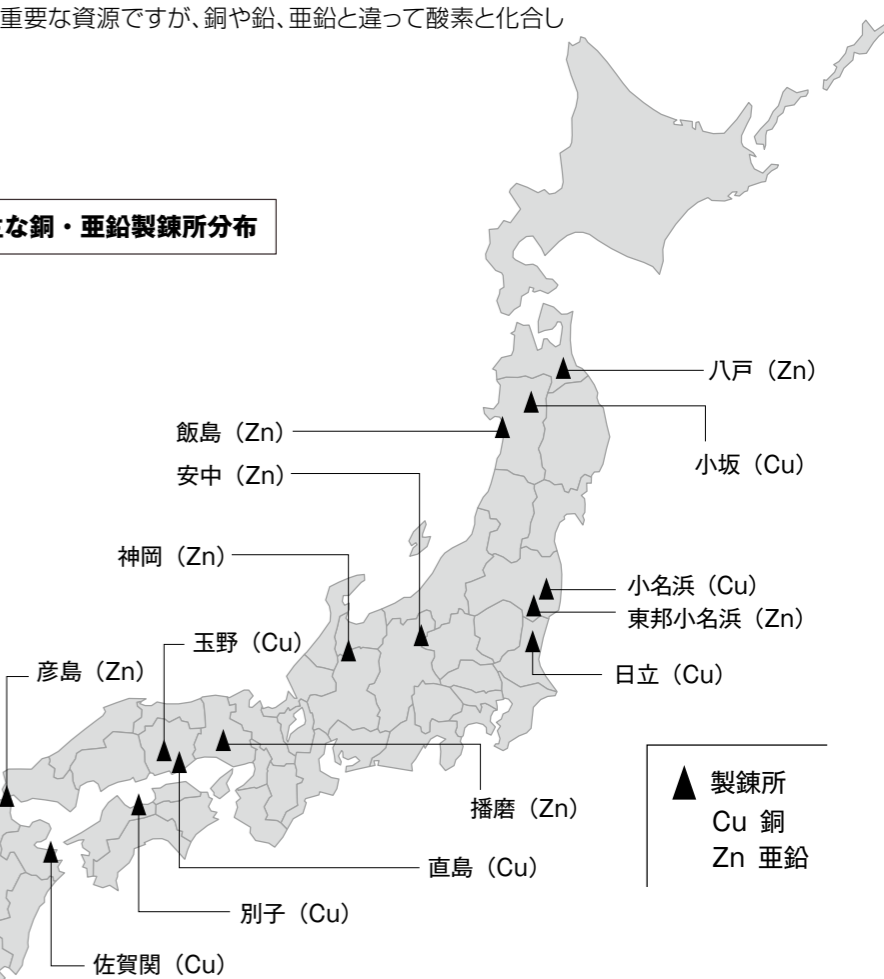 重要な資源ですが、銅や鉛、亜鉛と違って酸素と化合し
な銅・亜鉛製錬所分布
八戸（Zn）
小坂（Cu）
飯島（Zn）
安中（Zn）
神岡（Zn）
小名浜（Cu）
東邦小名浜（Zn）
玉野（Cu）
日立（Cu）
彦島（Zn）
播磨（Zn）
直島（Cu）
別子（Cu）
佐賀関（Cu）
製錬所
Cu 銅
Zn 亜鉛